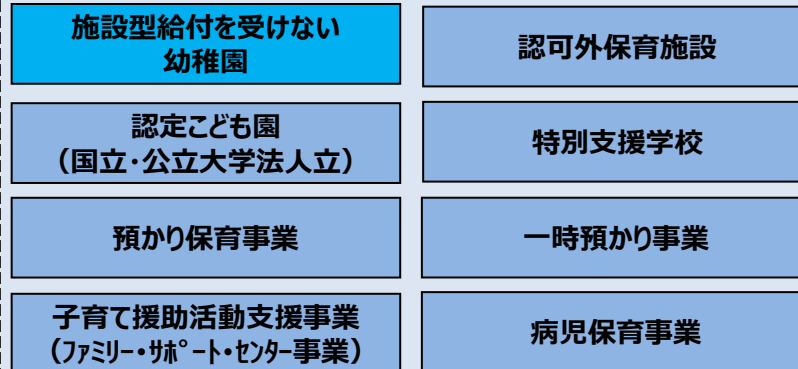 施設型給付を受けない
幼稚園
認可外保育施設
認定こども園
（国立・公立大学法人立）
特別支援学校
預かり保育事業
一時預かり事業
子育て援助活動支援事業
（ﾌｧﾐﾘｰ・ｻﾎﾟｰﾄ・ｾﾝﾀｰ事業）
病児保育事業